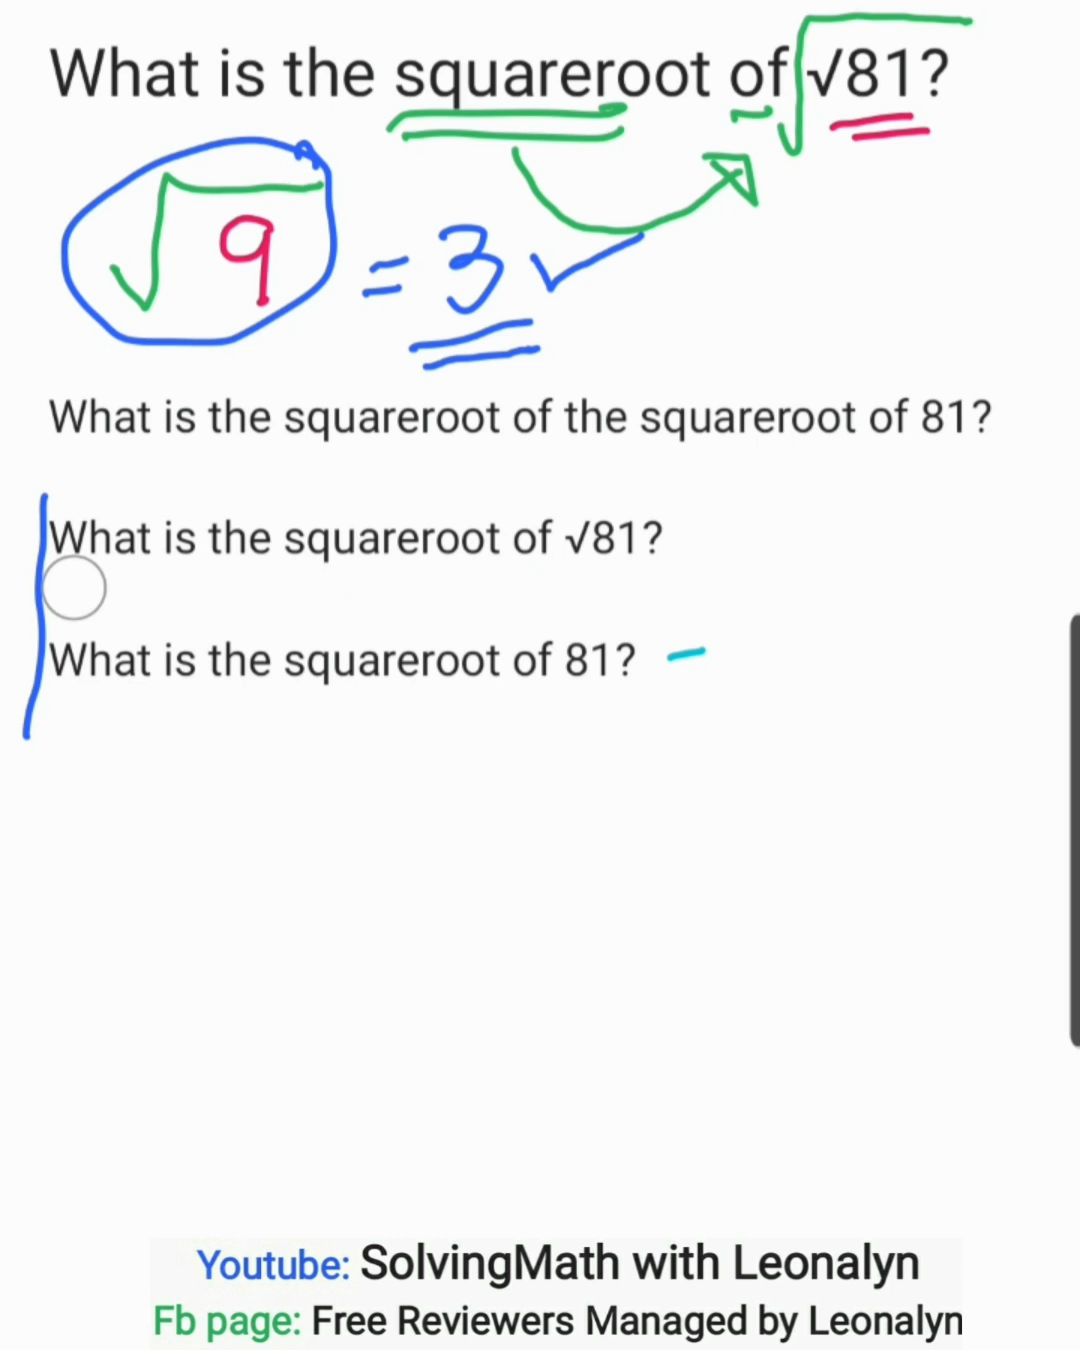 What is the squareroot of √81?
√9 = 3
What is the squareroot of the squareroot of 81?
What is the squareroot of √81?
What is the squareroot of 81?
Youtube: SolvingMath with Leonalyn
Fb page: Free Reviewers Managed by Leonalyn